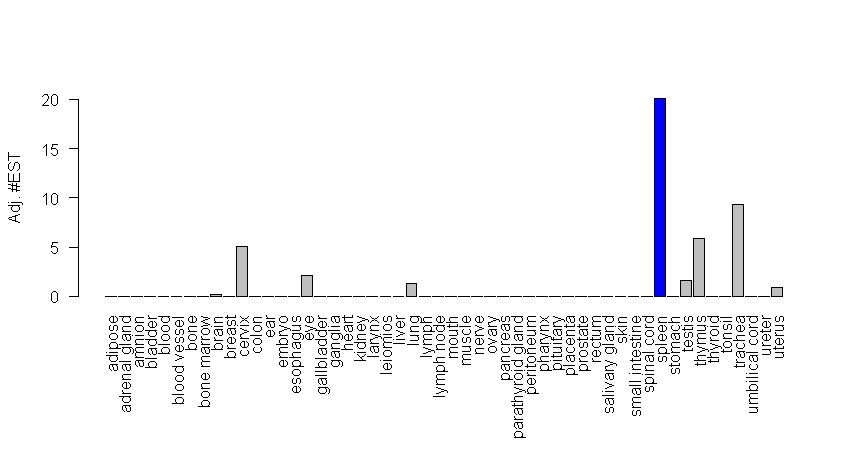 Adj. #EST
20
15
10
5
0
adipose
adrenal gland
amnion
bladder
blood
blood vessel
bone
bone marrow
brain
breast
cervix
colon
ear
embryo
esophagus
eye
gallbladder
ganglia
heart
kidney
larynx
leiomios
liver
lung
lymph
lymph node
mouth
muscle
nerve
ovary
pancreas
parathyroid gland
peritoneum
pharynx
pituitary
placenta
prostate
rectum
salivary gland
skin
small intestine
spinal cord
spleen
stomach
testis
thymus
thyroid
tonsil
trachea
umbilical cord
ureter
uterus